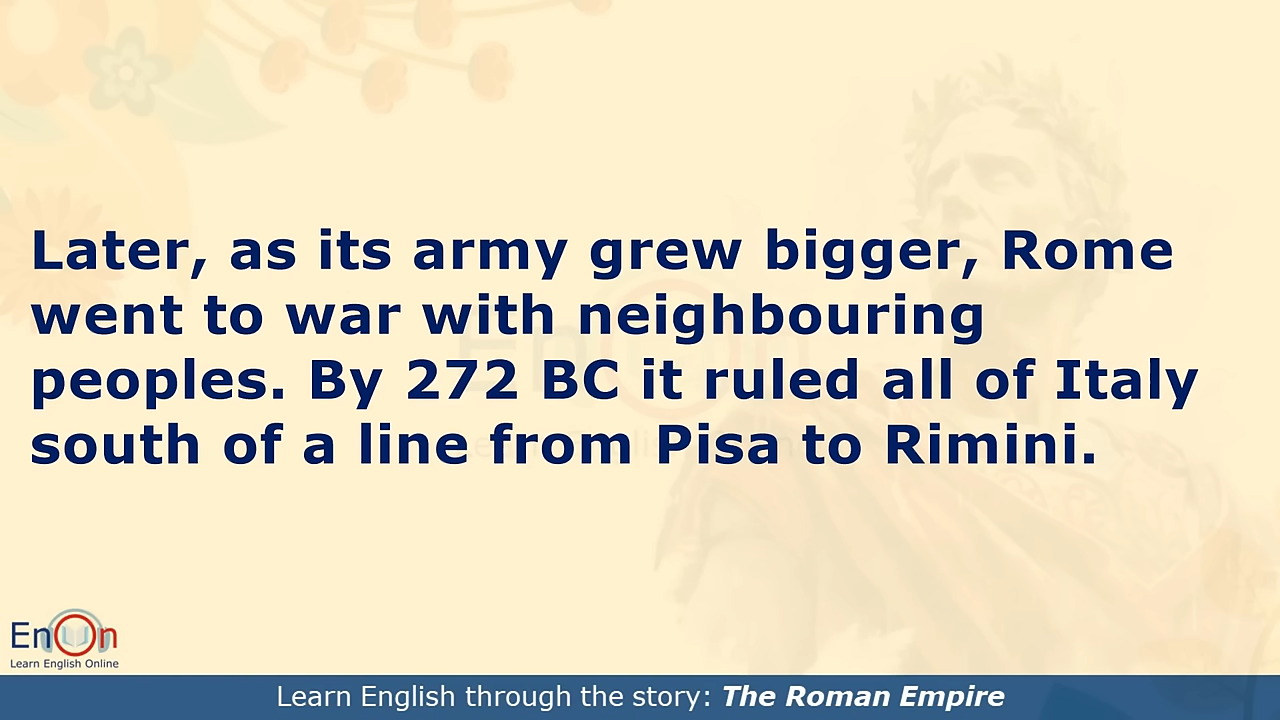 Later, as its army grew bigger, Rome
went to war with neighbouring
peoples. By 272 BC it ruled all of Italy
south of a line from Pisa to Rimini.
EnOn
Learn English Online
Learn English through the story: The Roman Empire